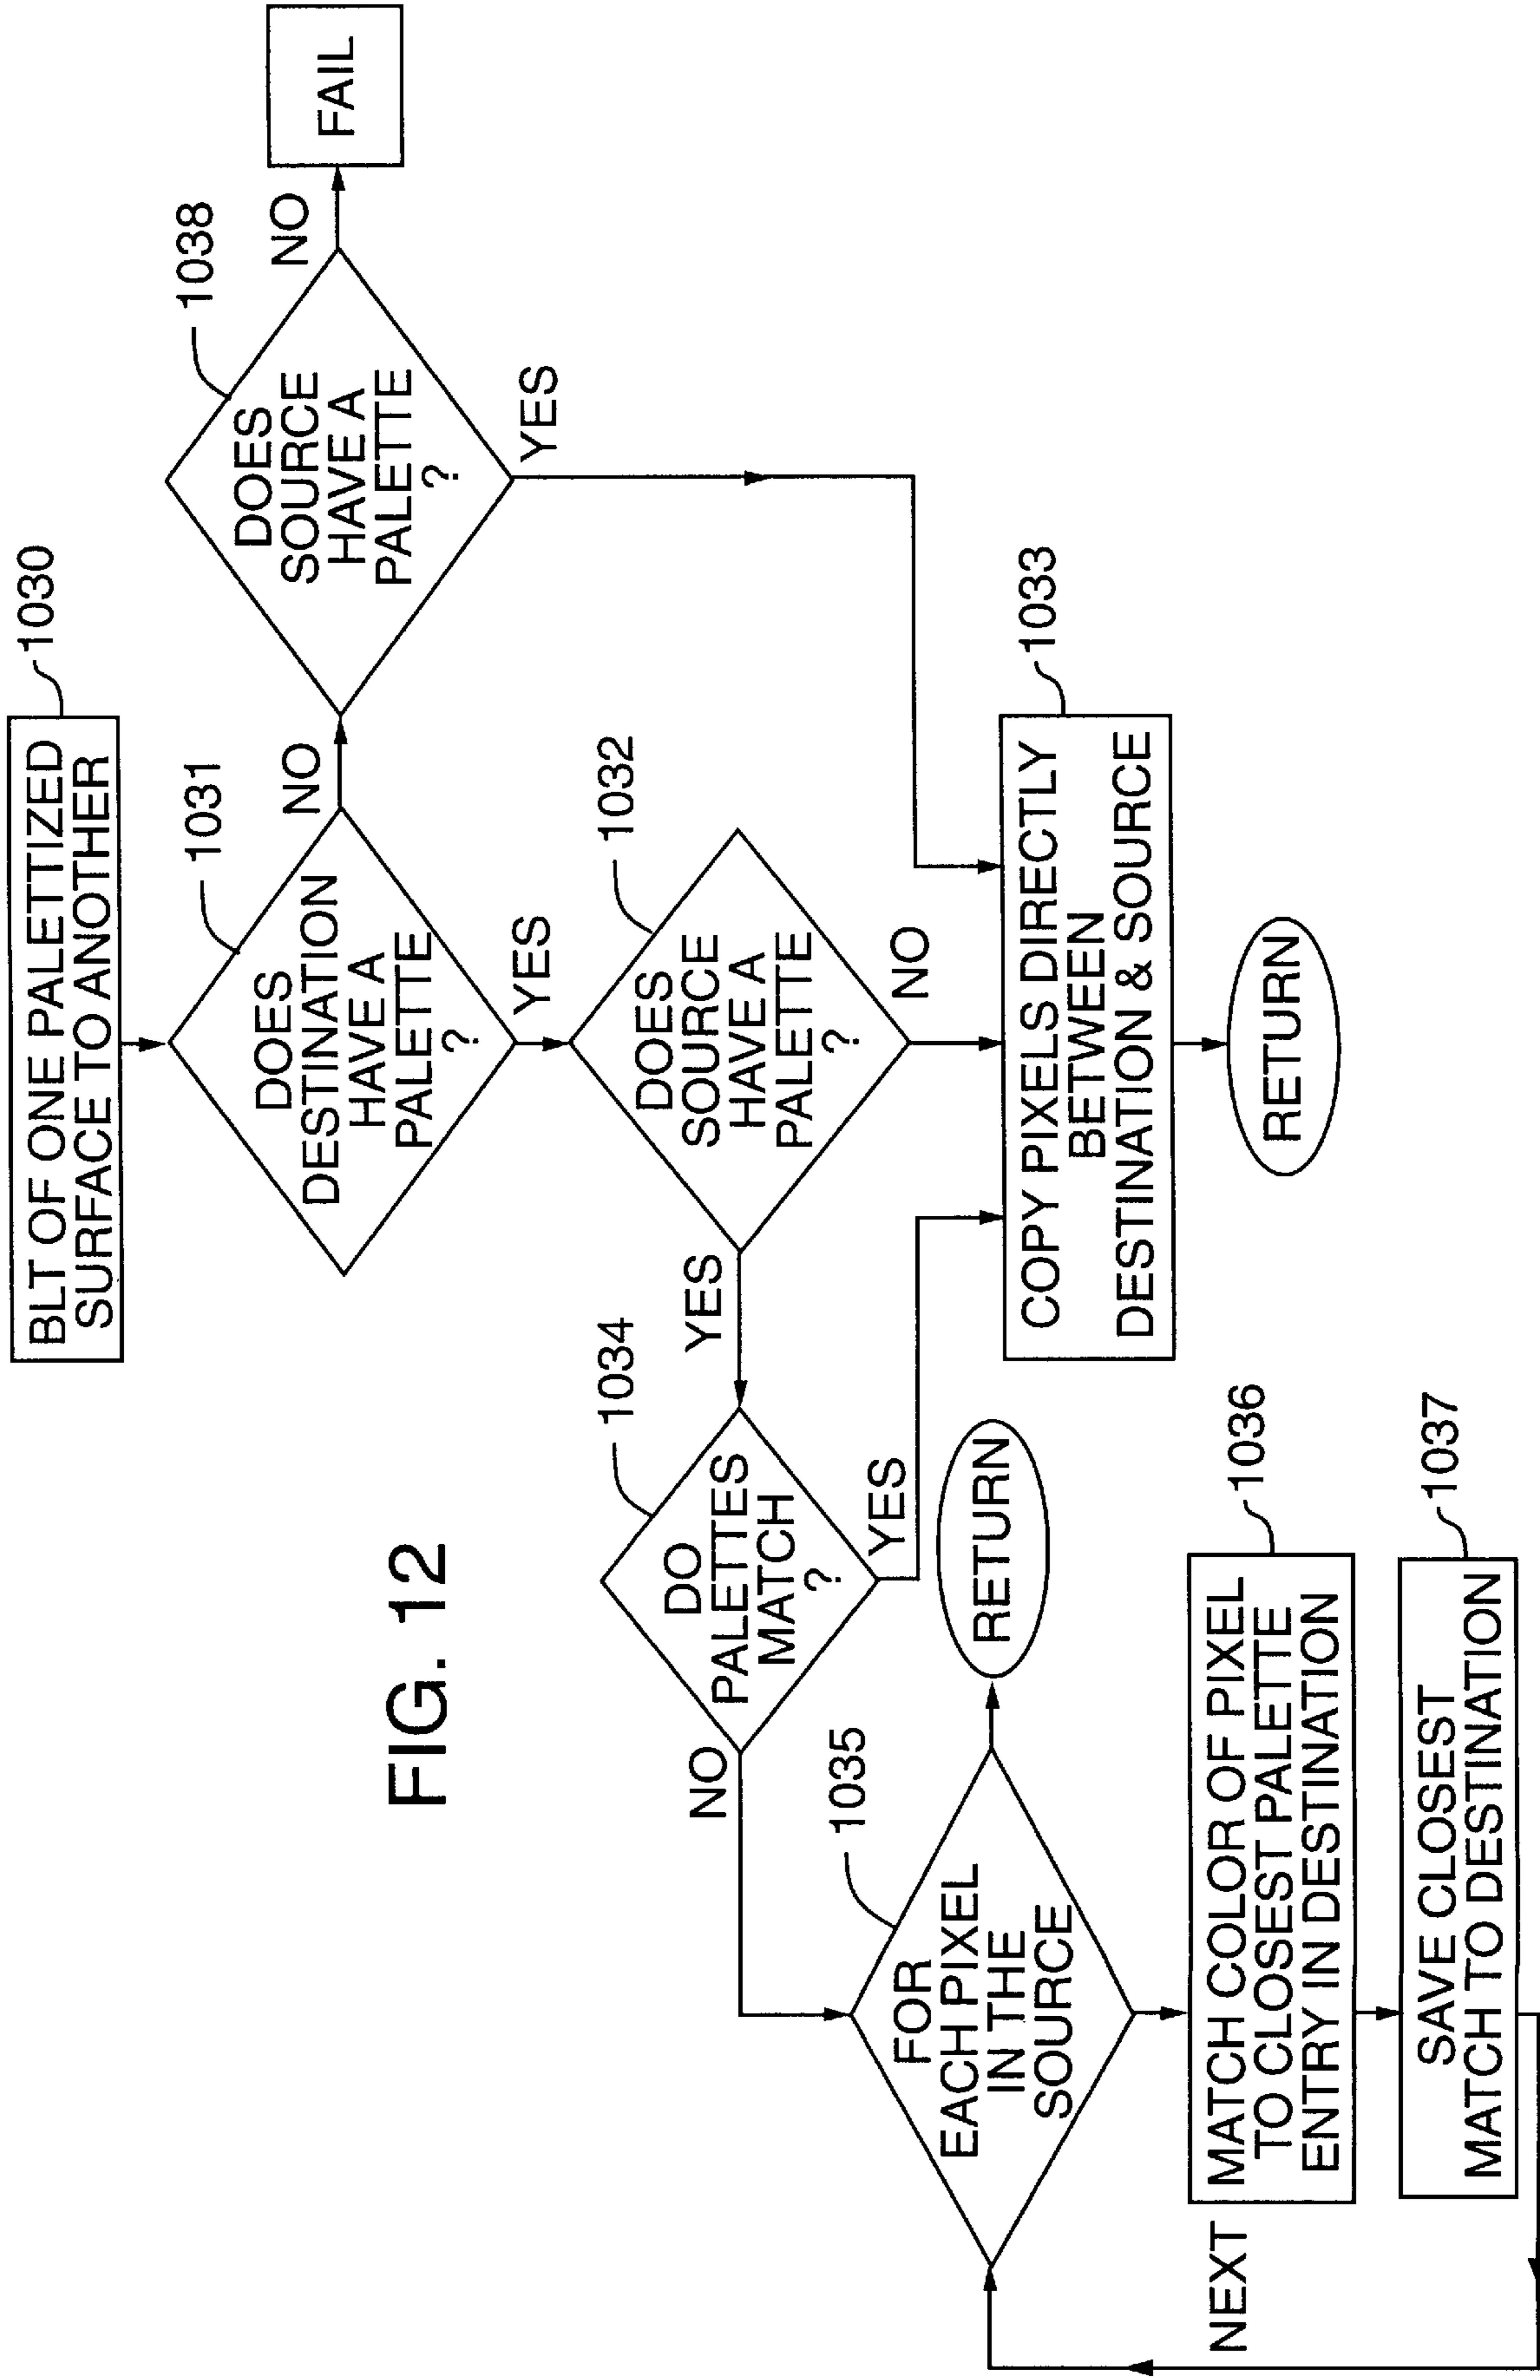 BLT OF ONE PALETTIZED
SURFACE TO ANOTHER
1030
DOES
DESTINATION
HAVE A
PALETTE
?
1031
NO
DOES
SOURCE
HAVE A
PALETTE
?
1038
NO
FAIL
YES
YES
DOES
SOURCE
HAVE A
PALETTE
?
1032
YES
NO
DO
PALETTES
MATCH
?
1034
NO
YES
COPY PIXELS DIRECTLY
BETWEEN
DESTINATION & SOURCE
1033
RETURN
FOR
EACH PIXEL
IN THE
SOURCE
1035
RETURN
MATCH COLOR OF PIXEL
TO CLOSEST PALETTE
ENTRY IN DESTINATION
1036
SAVE CLOSEST
MATCH TO DESTINATION
1037
NEXT
FIG. 12